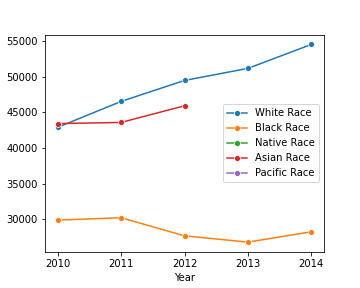 55000
50000
45000
40000
35000
30000
White Race
Black Race
Native Race
Asian Race
Pacific Race
2010 2011 2012 2013 2014
Year